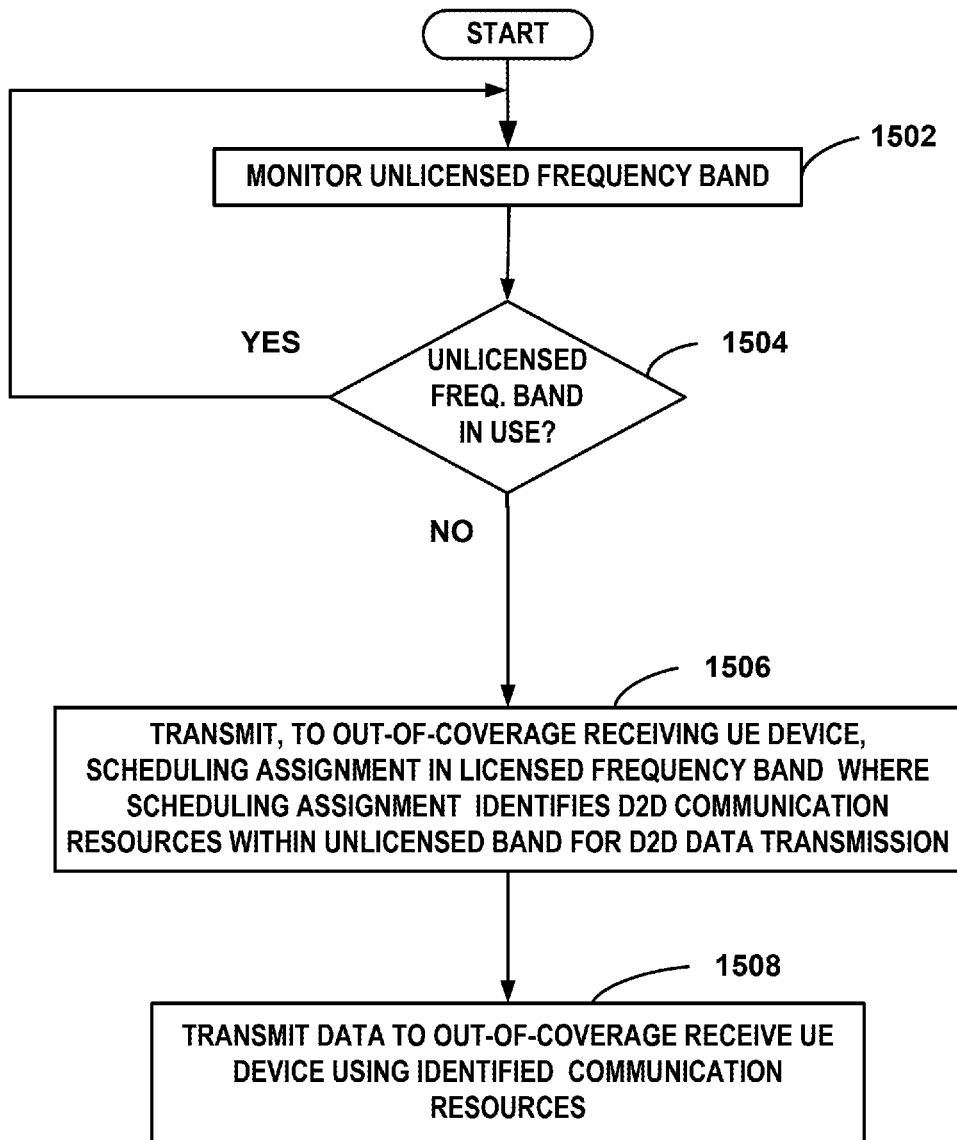 START
1502
MONITOR UNLICENSED FREQUENCY BAND
YES
1504
UNLICENSED
FREQ. BAND
IN USE?
NO
1506
TRANSMIT, TO OUT-OF-COVERAGE RECEIVING UE DEVICE,
SCHEDULING ASSIGNMENT IN LICENSED FREQUENCY BAND WHERE
SCHEDULING ASSIGNMENT IDENTIFIES D2D COMMUNICATION
RESOURCES WITHIN UNLICENSED BAND FOR D2D DATA TRANSMISSION
1508
TRANSMIT DATA TO OUT-OF-COVERAGE RECEIVE UE
DEVICE USING IDENTIFIED COMMUNICATION
RESOURCES